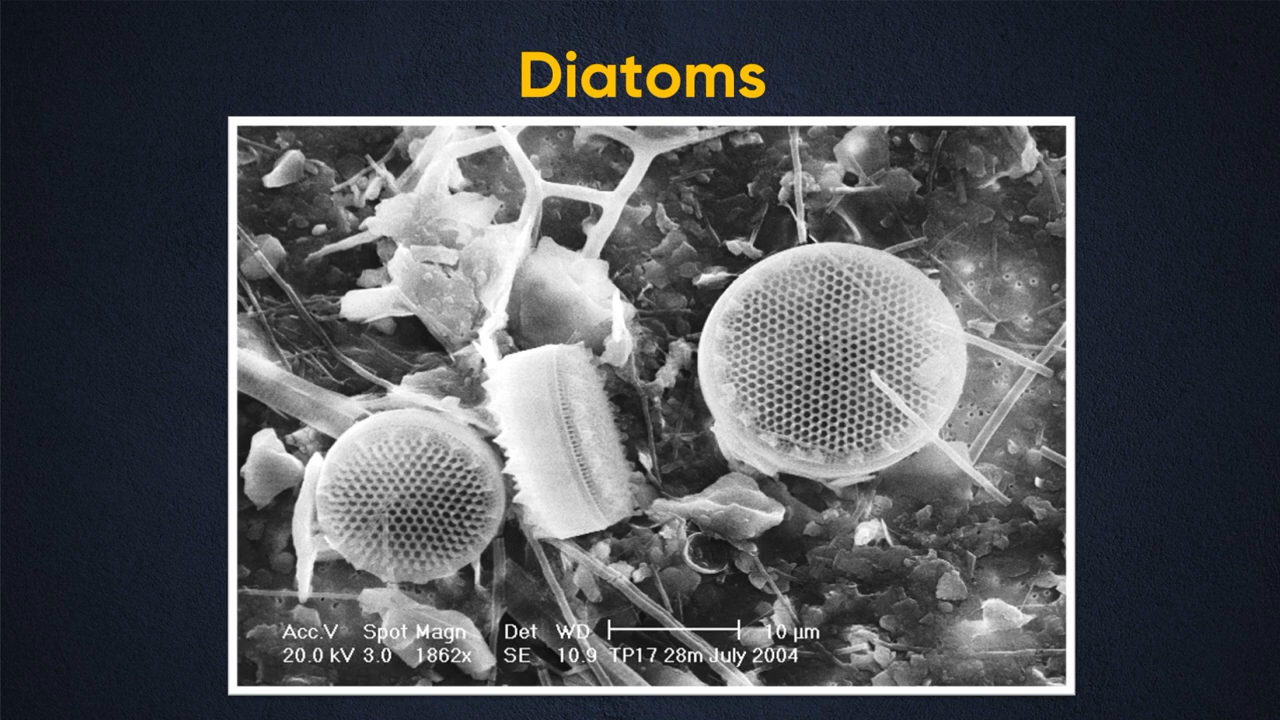 Diatoms
Acc.V Spot Magn Det WD 10 µm
20.0 kV 3.0 1862x SE 10.9 TP17 28m July 2004